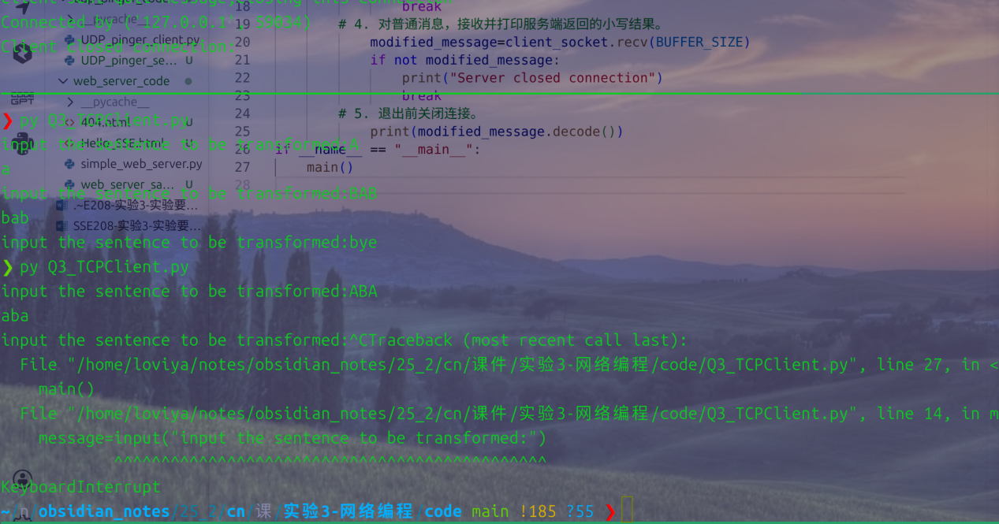 Client sent bye message, closing this connection
Connected by ('127.0.0.1', 59034)
Client closed connection.
__pycache__
UDP_pinger_client.py
UDP_pinger_se... U
web_server_code
__pycache__
404.html U
Hello_SSE.html U
simple_web_server.py
web_server_sa... U
.~E208-实验3-实验要...
SSE208-实验3-实验要...
18 break
19 # 4. 对普通消息，接收并打印服务端返回的小写结果。
20 modified_message=client_socket.recv(BUFFER_SIZE)
21 if not modified_message:
22 print("Server closed connection")
23 break
24 # 5. 退出前关闭连接。
25 print(modified_message.decode())
26 if __name__ == "__main__":
27 main()
28
❯ py Q3_TCPClient.py
input the sentence to be transformed:A
a
input the sentence to be transformed:BAB
bab
input the sentence to be transformed:bye
❯ py Q3_TCPClient.py
input the sentence to be transformed:ABA
aba
input the sentence to be transformed:^CTraceback (most recent call last):
File "/home/loviya/notes/obsidian_notes/25_2/cn/课件/实验3-网络编程/code/Q3_TCPClient.py", line 27, in <
main()
File "/home/loviya/notes/obsidian_notes/25_2/cn/课件/实验3-网络编程/code/Q3_TCPClient.py", line 14, in m
message=input("input the sentence to be transformed:")
^^^^^^^^^^^^^^^^^^^^^^^^^^^^^^^^^^^^^^^^^^^^^^
KeyboardInterrupt
~/n/obsidian_notes/25_2/cn/课/实验3-网络编程/code main !185 ?55 ❯